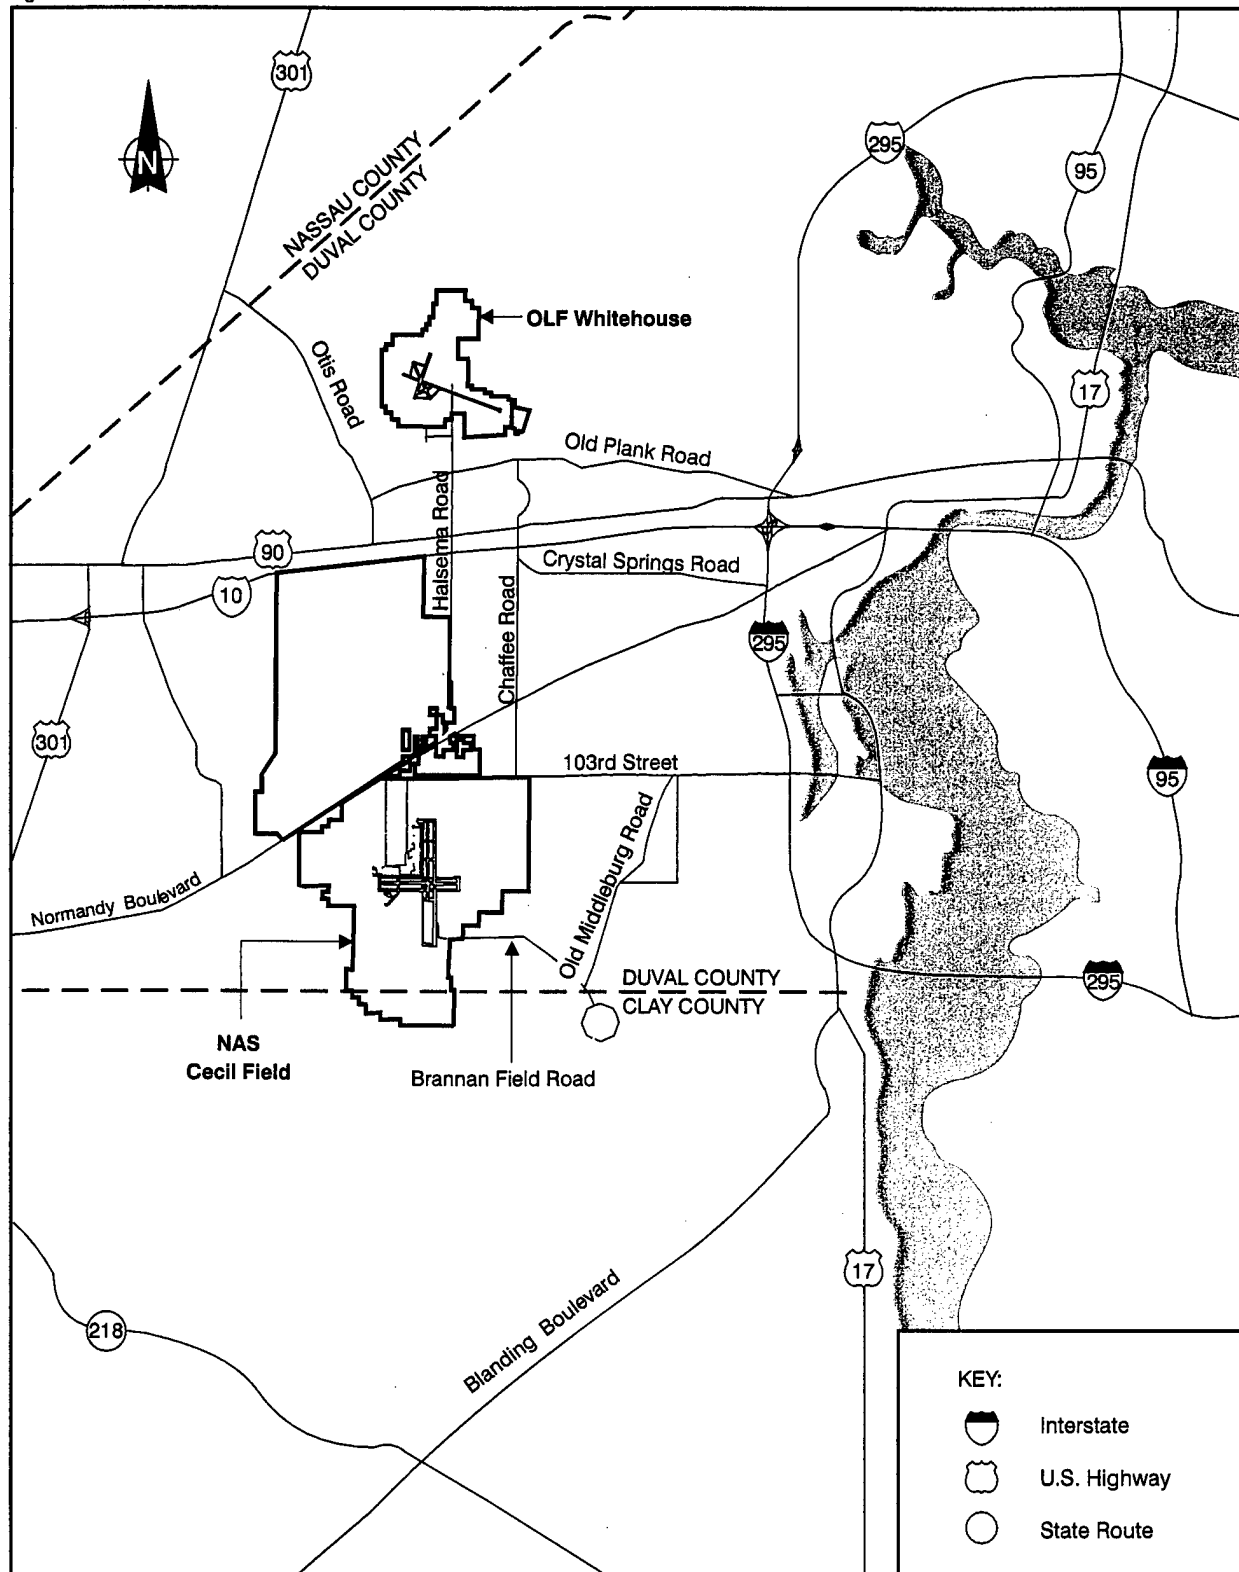 301
N
NASSAU COUNTY
DUVAL COUNTY
295
95
OLF Whitehouse
Otis Road
17
Old Plank Road
Halsema Road
90
10
Crystal Springs Road
Chaffee Road
295
301
103rd Street
95
Old Middleburg Road
Normandy Boulevard
DUVAL COUNTY
CLAY COUNTY
295
NAS
Cecil Field
Brannan Field Road
17
218
Blanding Boulevard
KEY:
Interstate
U.S. Highway
State Route